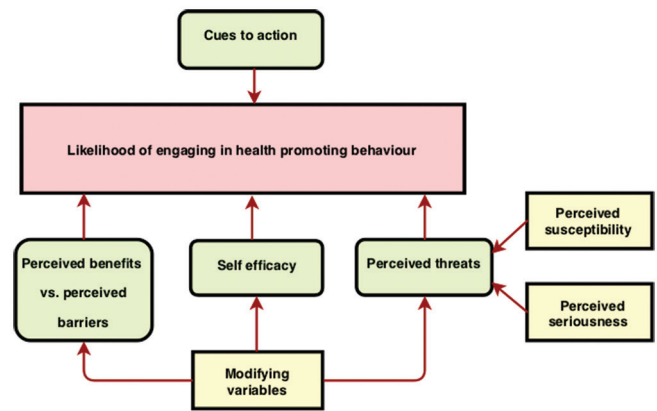 Cues to action
Likelihood of engaging in health promoting behaviour
Perceived benefits
vs. perceived
barriers
Self efficacy
Perceived threats
Perceived
susceptibility
Perceived
seriousness
Modifying
variables